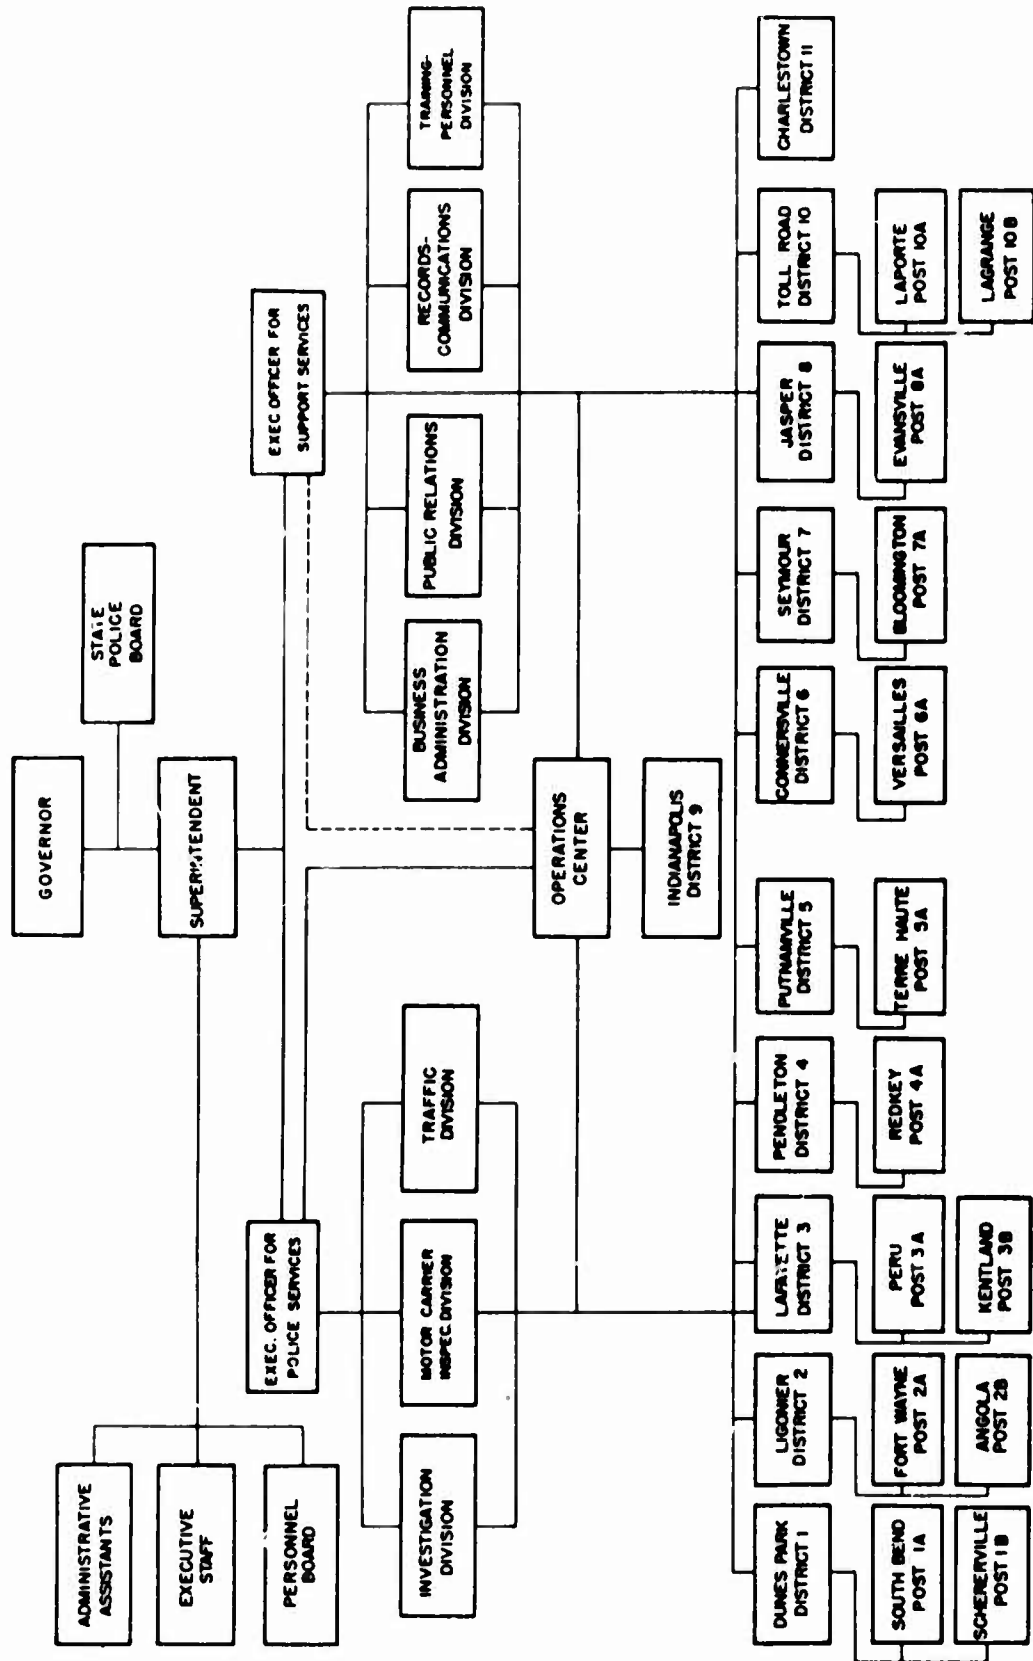 GOVERNOR
STATE
POLICE
BOARD
SUPERINTENDENT
ADMINISTRATIVE
ASSISTANTS
EXECUTIVE
STAFF
PERSONNEL
BOARD
EXEC. OFFICER FOR
POLICE SERVICES
EXEC OFFICER FOR
SUPPORT SERVICES
INVESTIGATION
DIVISION
MOTOR CARRIER
INSPEC. DIVISION
TRAFFIC
DIVISION
BUSINESS
ADMINISTRATION
DIVISION
PUBLIC RELATIONS
DIVISION
RECORDS-
COMMUNICATIONS
DIVISION
TRAINING-
PERSONNEL
DIVISION
OPERATIONS
CENTER
INDIANAPOLIS
DISTRICT 9
DUNES PARK
DISTRICT 1
LIGONIER
DISTRICT 2
LAFAYETTE
DISTRICT 3
PENDLETON
DISTRICT 4
PUTNAMVILLE
DISTRICT 5
CONNERSVILLE
DISTRICT 6
SEYMOUR
DISTRICT 7
JASPER
DISTRICT 8
TOLL ROAD
DISTRICT 10
CHARLESTOWN
DISTRICT 11
SOUTH BEND
POST 1A
FORT WAYNE
POST 2A
PERU
POST 3A
REDKEY
POST 4A
TERRE HAUTE
POST 5A
VERSAILLES
POST 6A
BLOOMINGTON
POST 7A
EVANSVILLE
POST 8A
LAPORTE
POST 10A
SCHERERVILLE
POST 1B
ANGOLA
POST 2B
KENTLAND
POST 3B
LAGRANGE
POST 10B